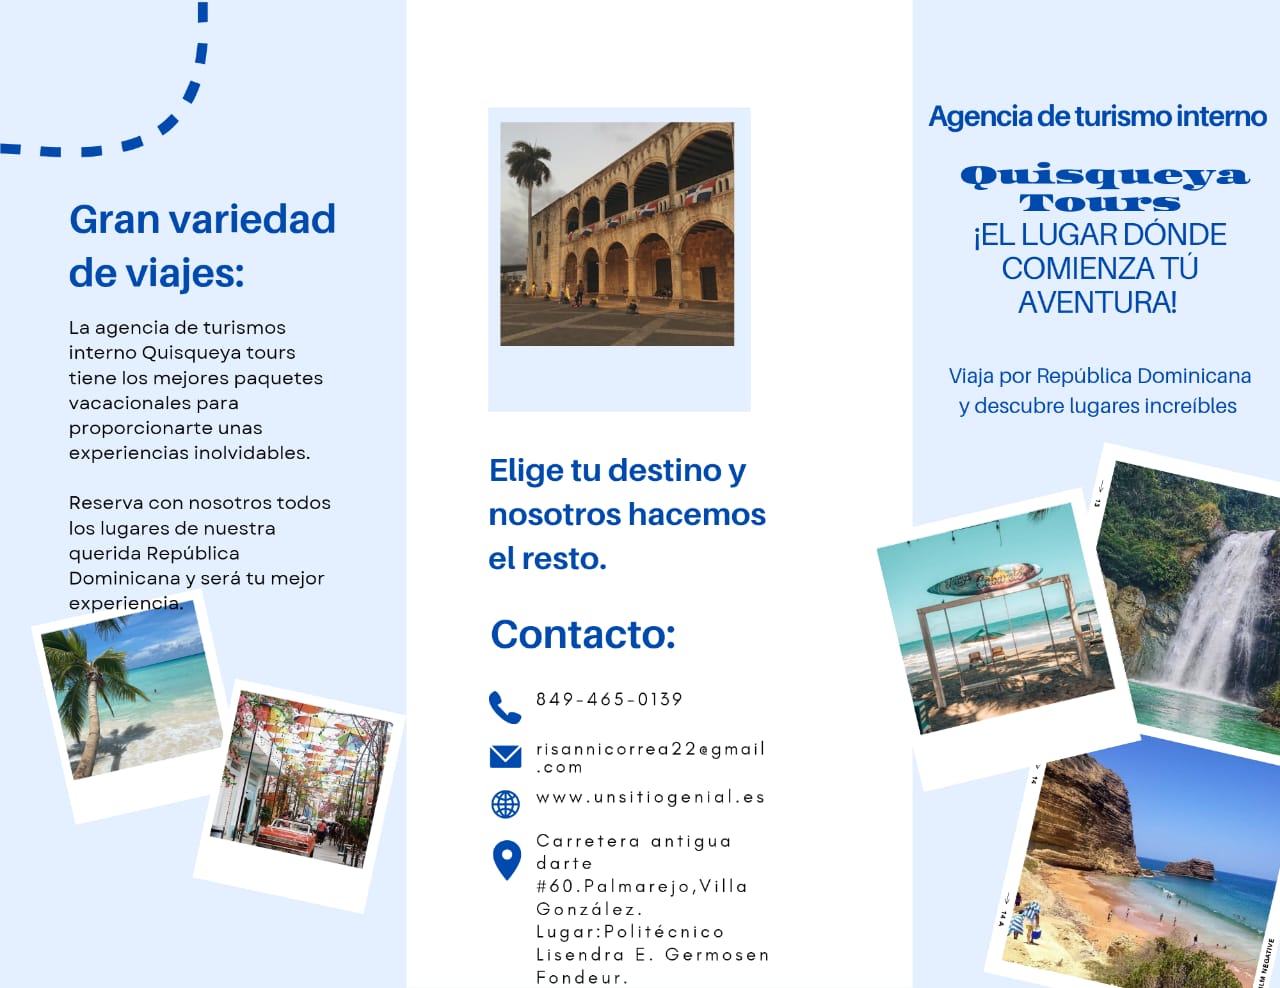 Gran variedad
de viajes:
La agencia de turismos
interno Quisqueya tours
tiene los mejores paquetes
vacacionales para
proporcionarte unas
experiencias inolvidables.
Reserva con nosotros todos
los lugares de nuestra
querida República
Dominicana y será tu mejor
experiencia.
Elige tu destino y
nosotros hacemos
el resto.
Contacto:
849-465-0139
risannicorrea22@gmail
.com
www.unsitiogenial.es
Carretera antigua
darte
#60.Palmarejo,Villa
González.
Lugar:Politécnico
Lisendra E. Germosen
Fondeur.
Agencia de turismo interno
Quisqueya
Tours
¡EL LUGAR DÓNDE
COMIENZA TÚ
AVENTURA!
Viaja por República Dominicana
y descubre lugares increíbles
13
14
14 A